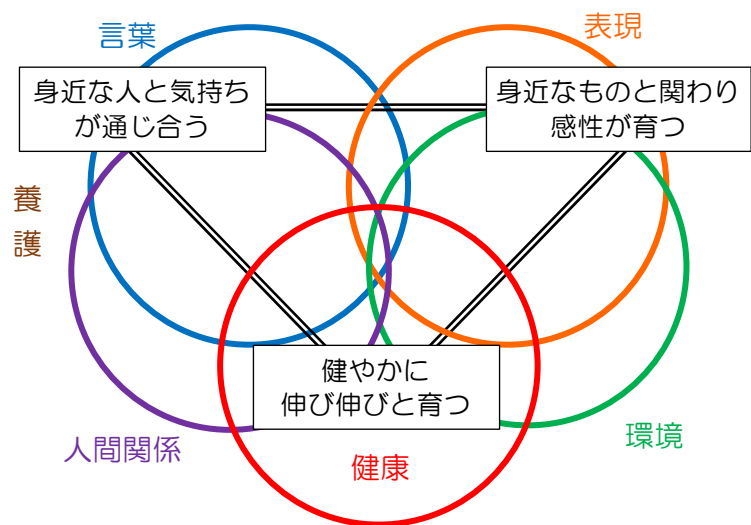 言葉
表現
身近な人と気持ち
が通じ合う
身近なものと関わり
感性が育つ
養
護
健やかに
伸び伸びと育つ
人間関係
健康
環境